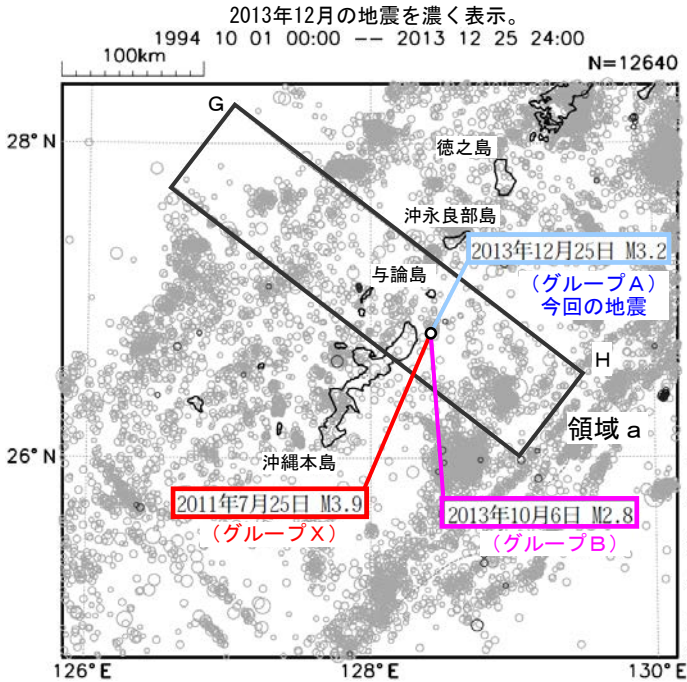 2013年12月の地震を濃く表示。
1994 10 01 00:00 -- 2013 12 25 24:00
100km
N=12640
G
28°N
徳之島
沖永良部島
2013年12月25日 M3.2
与論島
(グループA)
今回の地震
H
領域a
26°N
沖縄本島
2011年7月25日 M3.9
(グループX)
2013年10月6日 M2.8
(グループB)
126°E
128°E
130°E